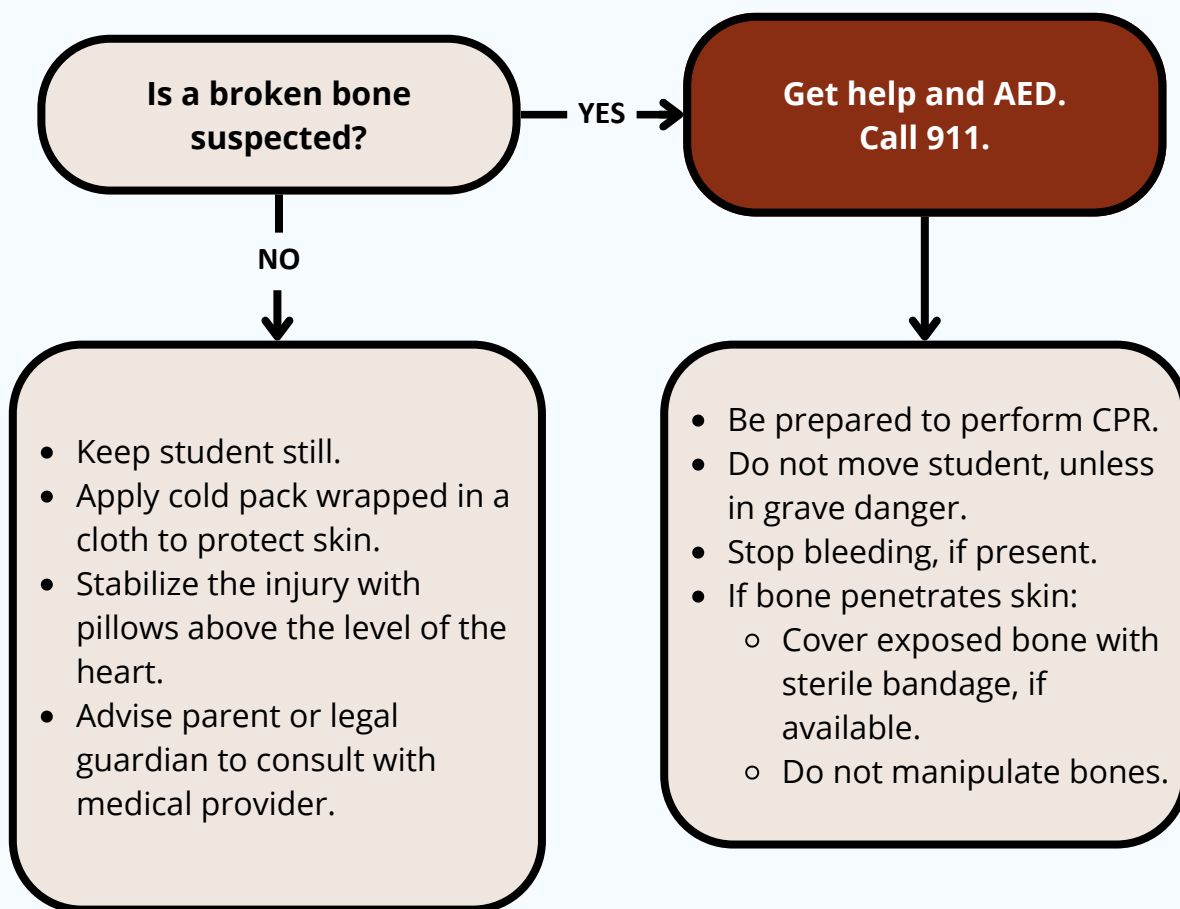 Is a broken bone
suspected?
YES
Get help and AED.
Call 911.
NO
• Keep student still.
• Apply cold pack wrapped in a
cloth to protect skin.
• Stabilize the injury with
pillows above the level of the
heart.
• Advise parent or legal
guardian to consult with
medical provider.
• Be prepared to perform CPR.
• Do not move student, unless
in grave danger.
• Stop bleeding, if present.
• If bone penetrates skin:
◦ Cover exposed bone with
sterile bandage, if
available.
◦ Do not manipulate bones.